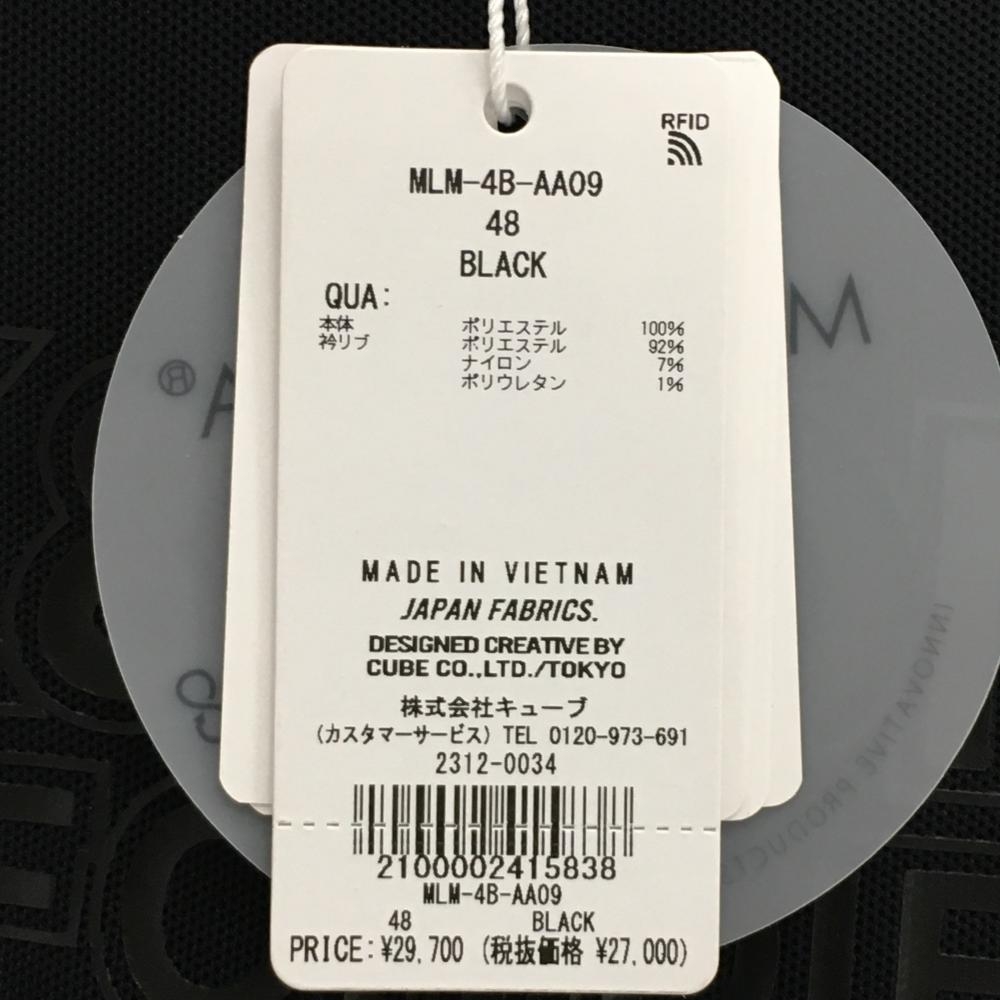 RFID
MLM-4B-AA09
48
BLACK
QUA:
本体 ポリエステル 100%
衿リブ ポリエステル 92%
ナイロン 7%
ポリウレタン 1%
MADE IN VIETNAM
JAPAN FABRICS.
DESIGNED CREATIVE BY
CUBE CO.,LTD./TOKYO
株式会社キューブ
(カスタマーサービス) TEL 0120-973-691
2312-0034
2100002415838
MLM-4B-AA09
48 BLACK
PRICE:¥29,700 (税抜価格 ¥27,000)
INNOVATIVE PRODUCTS